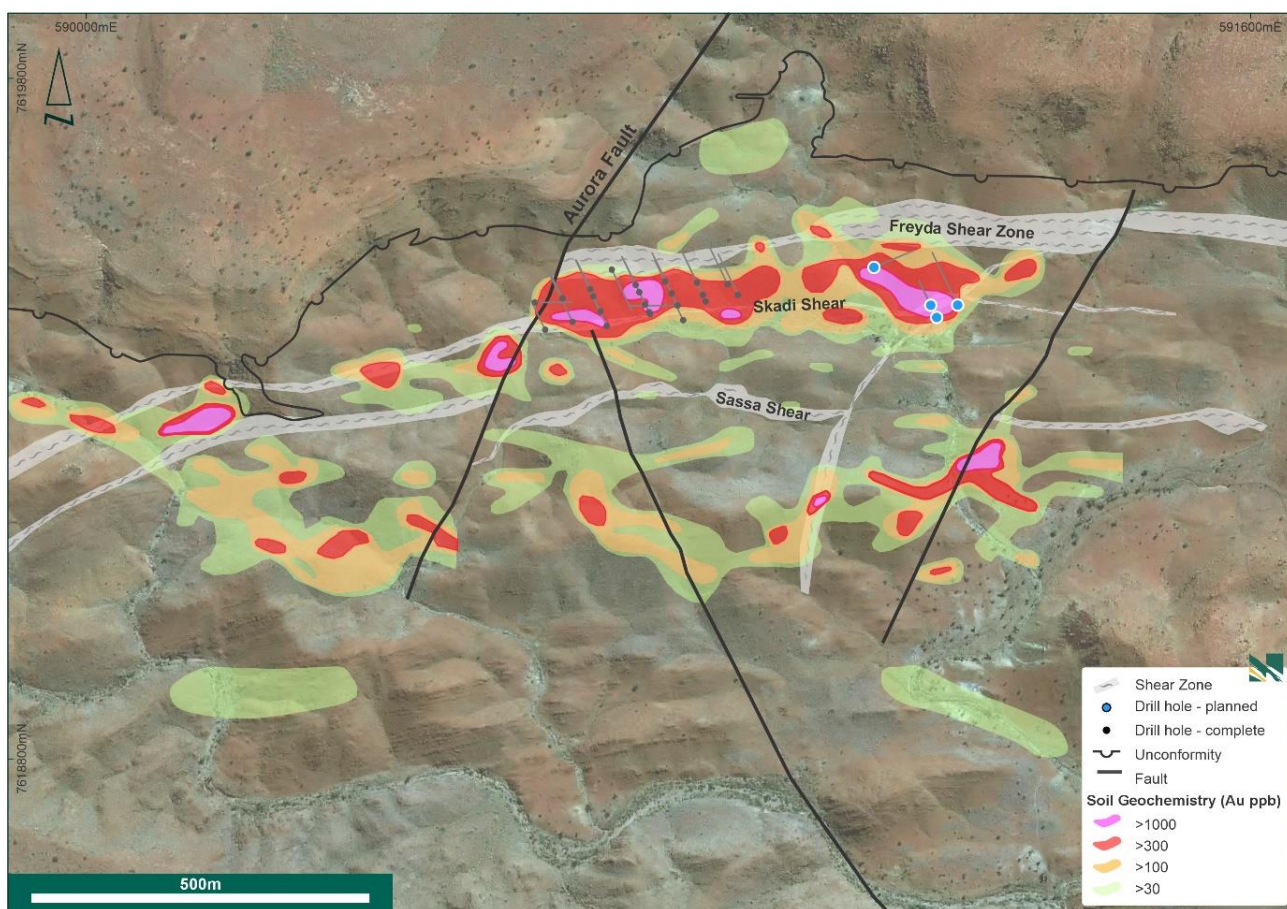 590000mE
591600mE
7619800mN
N
Aurora Fault
Freyda Shear Zone
Skadi Shear
Sassa Shear
7618800mN
Shear Zone
Drill hole - planned
Drill hole - complete
Unconformity
Fault
Soil Geochemistry (Au ppb)
>1000
>300
>100
>30
500m